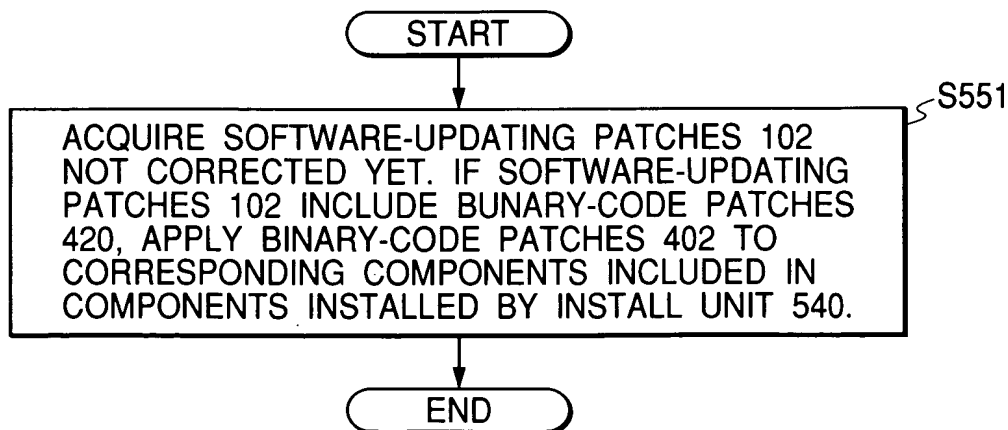 START
S551
ACQUIRE SOFTWARE-UPDATING PATCHES 102
NOT CORRECTED YET. IF SOFTWARE-UPDATING
PATCHES 102 INCLUDE BUNARY-CODE PATCHES
420, APPLY BINARY-CODE PATCHES 402 TO
CORRESPONDING COMPONENTS INCLUDED IN
COMPONENTS INSTALLED BY INSTALL UNIT 540.
END